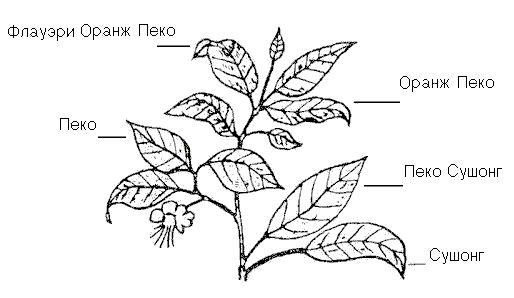 Флауэри Оранж Пеко
Оранж Пеко
Пеко
Пеко Сушонг
Сушонг